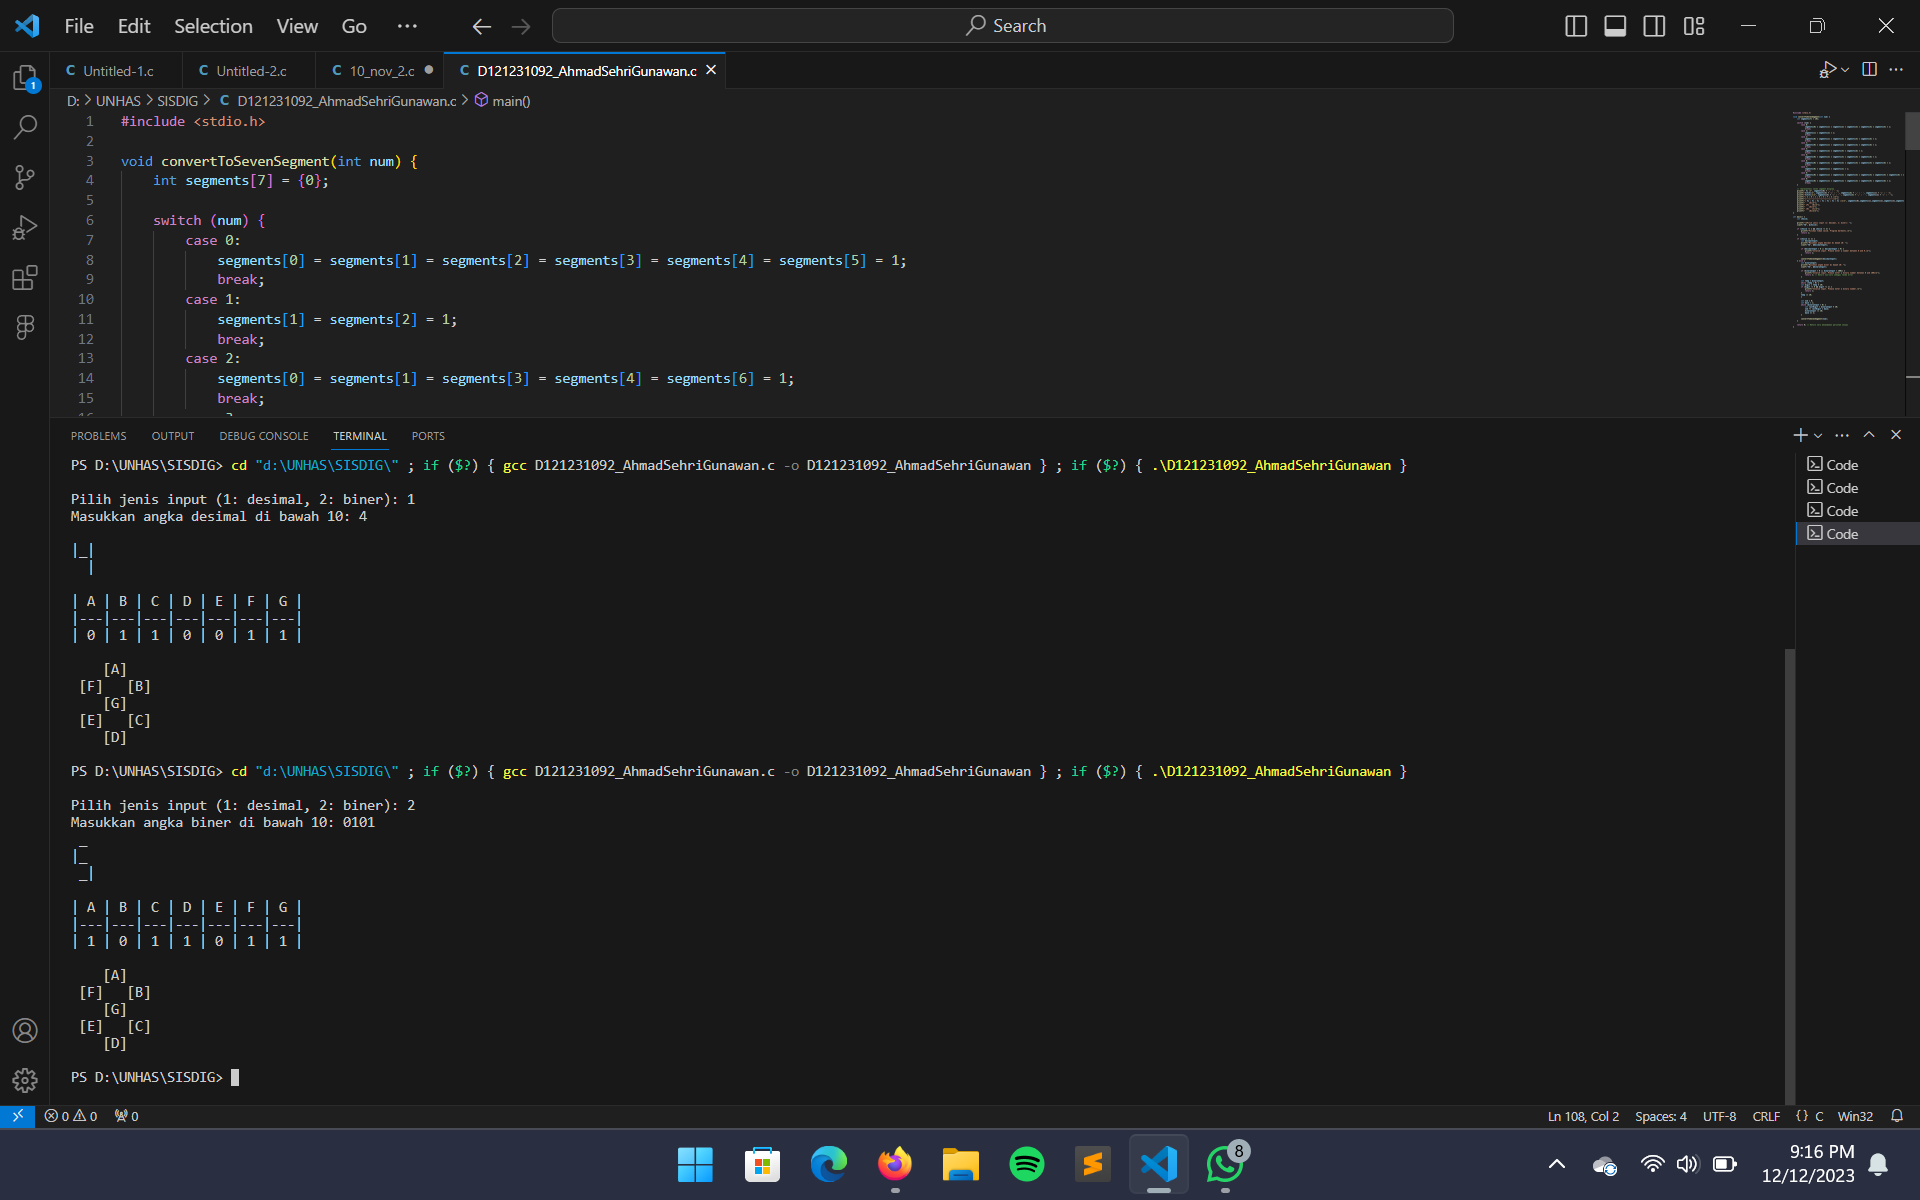 File Edit Selection View Go ··· Search
Untitled-1.c Untitled-2.c 10_nov_2.c D121231092_AhmadSehriGunawan.c
D: > UNHAS > SISDIG > C D121231092_AhmadSehriGunawan.c > main()
1 #include <stdio.h>
2
3 void convertToSevenSegment(int num) {
4 int segments[7] = {0};
5
6 switch (num) {
7 case 0:
8 segments[0] = segments[1] = segments[2] = segments[3] = segments[4] = segments[5] = 1;
9 break;
10 case 1:
11 segments[1] = segments[2] = 1;
12 break;
13 case 2:
14 segments[0] = segments[1] = segments[3] = segments[4] = segments[6] = 1;
15 break;
PROBLEMS OUTPUT DEBUG CONSOLE TERMINAL PORTS
PS D:\UNHAS\SISDIG> cd "d:\UNHAS\SISDIG\" ; if ($?) { gcc D121231092_AhmadSehriGunawan.c -o D121231092_AhmadSehriGunawan } ; if ($?) { .\D121231092_AhmadSehriGunawan }
Pilih jenis input (1: desimal, 2: biner): 1
Masukkan angka desimal di bawah 10: 4
|_|
  |
| A | B | C | D | E | F | G |
|---|---|---|---|---|---|---|
| 0 | 1 | 1 | 0 | 0 | 1 | 1 |
[A]
[F] [B]
[G]
[E] [C]
[D]
PS D:\UNHAS\SISDIG> cd "d:\UNHAS\SISDIG\" ; if ($?) { gcc D121231092_AhmadSehriGunawan.c -o D121231092_AhmadSehriGunawan } ; if ($?) { .\D121231092_AhmadSehriGunawan }
Pilih jenis input (1: desimal, 2: biner): 2
Masukkan angka biner di bawah 10: 0101
 _
|_
 _|
| A | B | C | D | E | F | G |
|---|---|---|---|---|---|---|
| 1 | 0 | 1 | 1 | 0 | 1 | 1 |
[A]
[F] [B]
[G]
[E] [C]
[D]
PS D:\UNHAS\SISDIG>
Code
Code
Code
Code
1
0 0 0 Ln 108, Col 2 Spaces: 4 UTF-8 CRLF {} C Win32
8
9:16 PM
12/12/2023